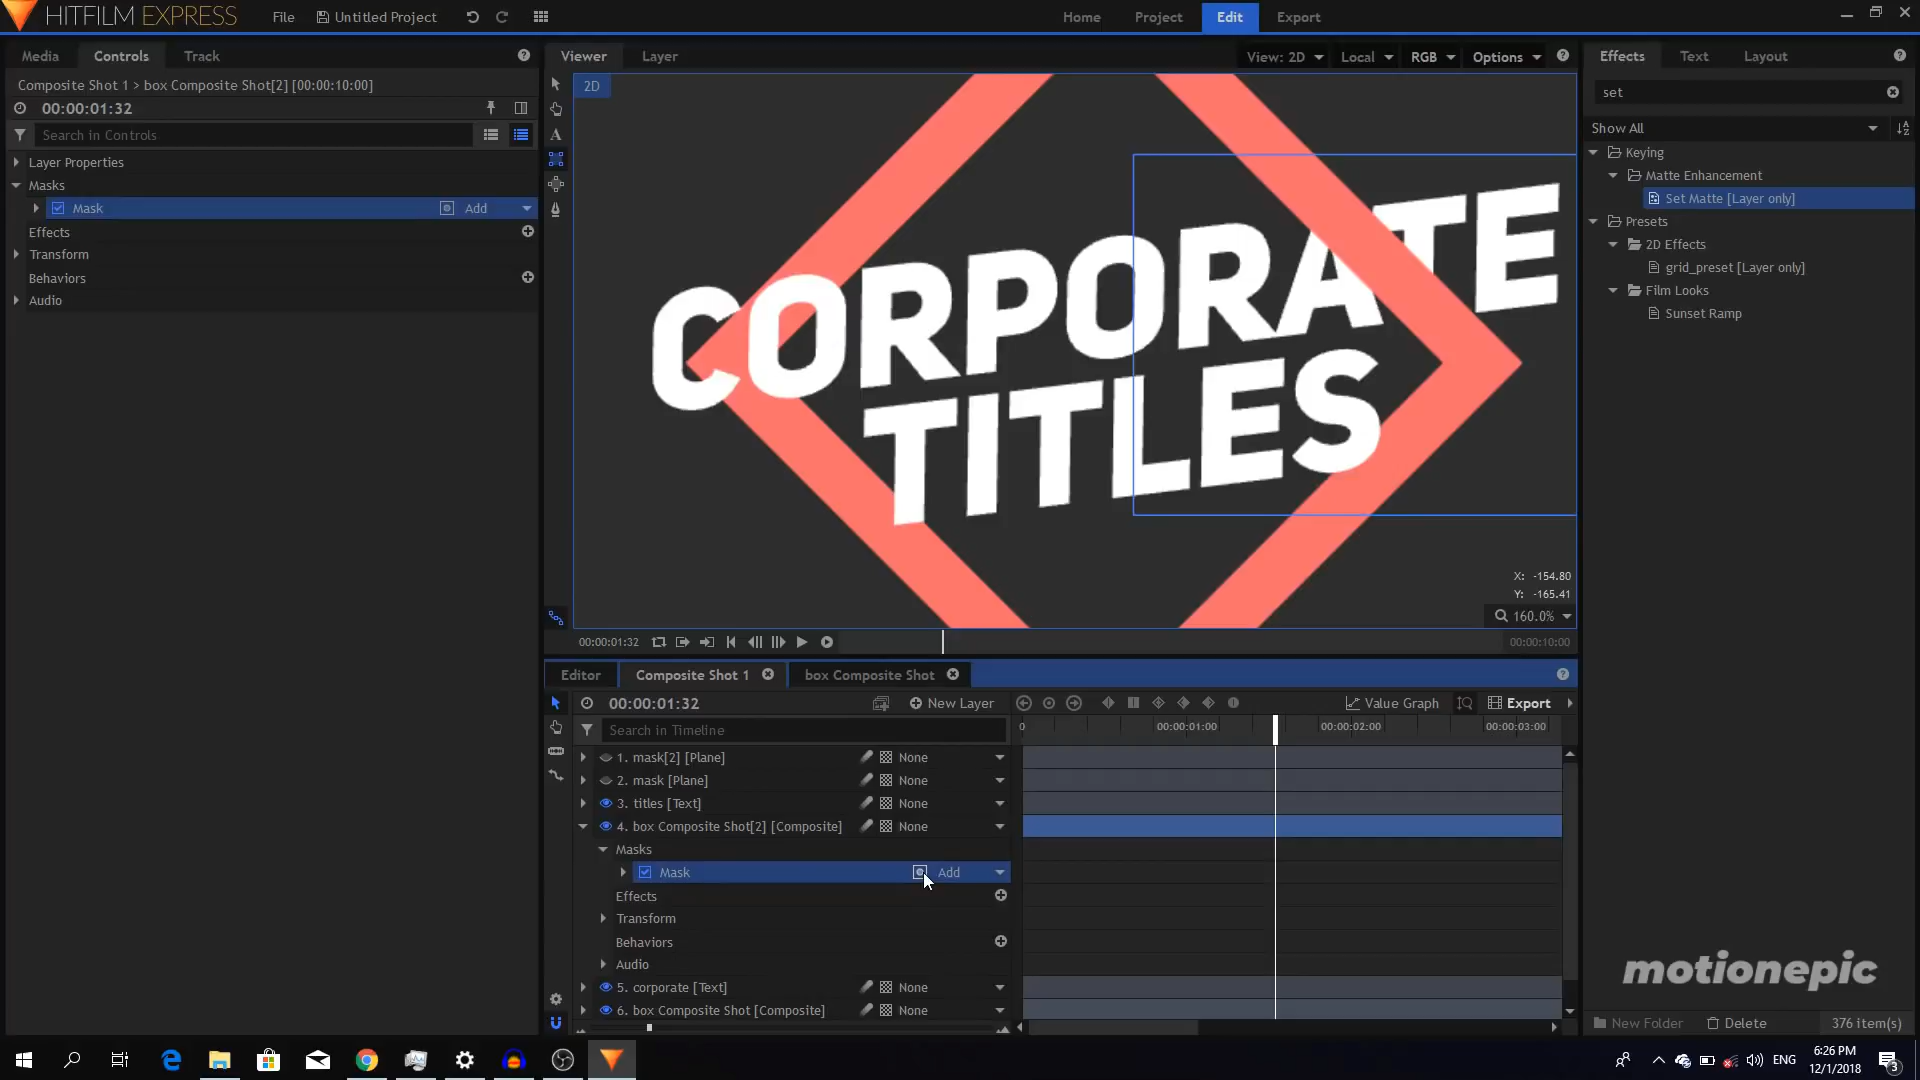 HITFILM EXPRESS
File
Untitled Project
Home
Project
Edit
Export
Media
Controls
Track
Composite Shot 1 > box Composite Shot[2] [00:00:10:00]
00:00:01:32
Search in Controls
Layer Properties
Masks
Mask
Add
Effects
Transform
Behaviors
Audio
Viewer
Layer
View: 2D
Local
RGB
Options
2D
CORPORATE
TITLES
X: -154.80
Y: -165.41
160.0%
00:00:01:32
00:00:10:00
Editor
Composite Shot 1
box Composite Shot
00:00:01:32
New Layer
Value Graph
Export
Search in Timeline
0
00:00:01:00
00:00:02:00
00:00:03:00
1. mask[2] [Plane]
None
2. mask [Plane]
None
3. titles [Text]
None
4. box Composite Shot[2] [Composite]
None
Masks
Mask
Add
Effects
Transform
Behaviors
Audio
5. corporate [Text]
None
6. box Composite Shot [Composite]
None
Effects
Text
Layout
set
Show All
Keying
Matte Enhancement
Set Matte [Layer only]
Presets
2D Effects
grid_preset [Layer only]
Film Looks
Sunset Ramp
motionepic
New Folder
Delete
376 item(s)
ENG
6:26 PM
12/1/2018
3